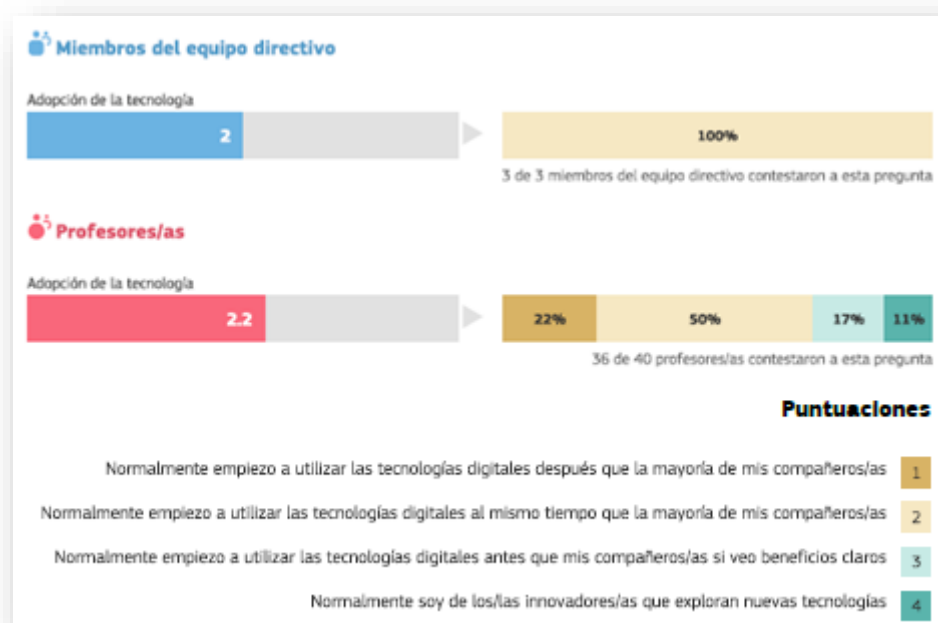 Miembros del equipo directivo
Adopción de la tecnología
2
100%
3 de 3 miembros del equipo directivo contestaron a esta pregunta
Profesores/as
Adopción de la tecnología
2.2
22% 50% 17% 11%
36 de 40 profesores/as contestaron a esta pregunta
Puntuaciones
Normalmente empiezo a utilizar las tecnologías digitales después que la mayoría de mis compañeros/as 1
Normalmente empiezo a utilizar las tecnologías digitales al mismo tiempo que la mayoría de mis compañeros/as 2
Normalmente empiezo a utilizar las tecnologías digitales antes que mis compañeros/as si veo beneficios claros 3
Normalmente soy de los/las innovadores/as que exploran nuevas tecnologías 4